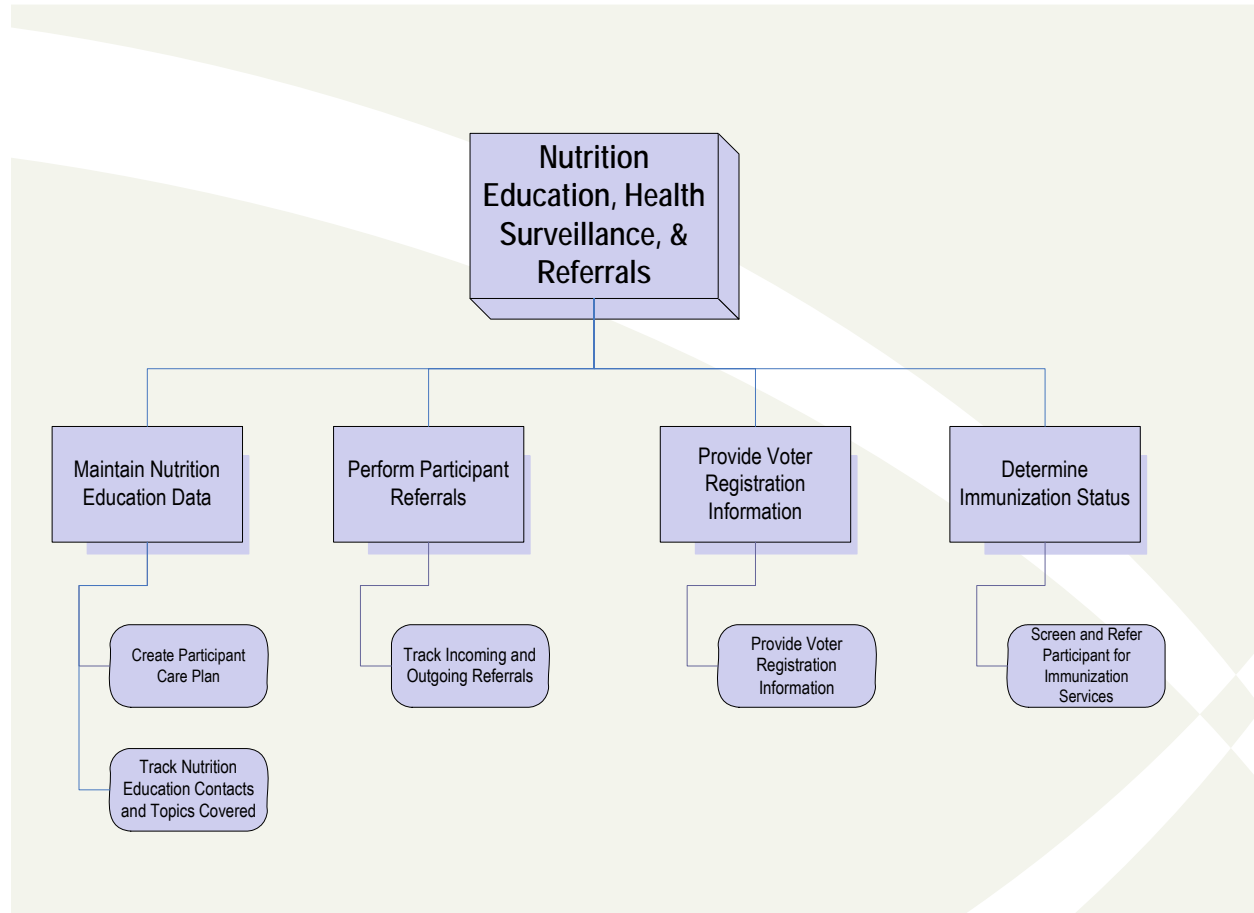 Nutrition
Education, Health
Surveillance, &
Referrals
Maintain Nutrition
Education Data
Perform Participant
Referrals
Provide Voter
Registration
Information
Determine
Immunization Status
Create Participant
Care Plan
Track Incoming and
Outgoing Referrals
Provide Voter
Registration
Information
Screen and Refer
Participant for
Immunization
Services
Track Nutrition
Education Contacts
and Topics Covered